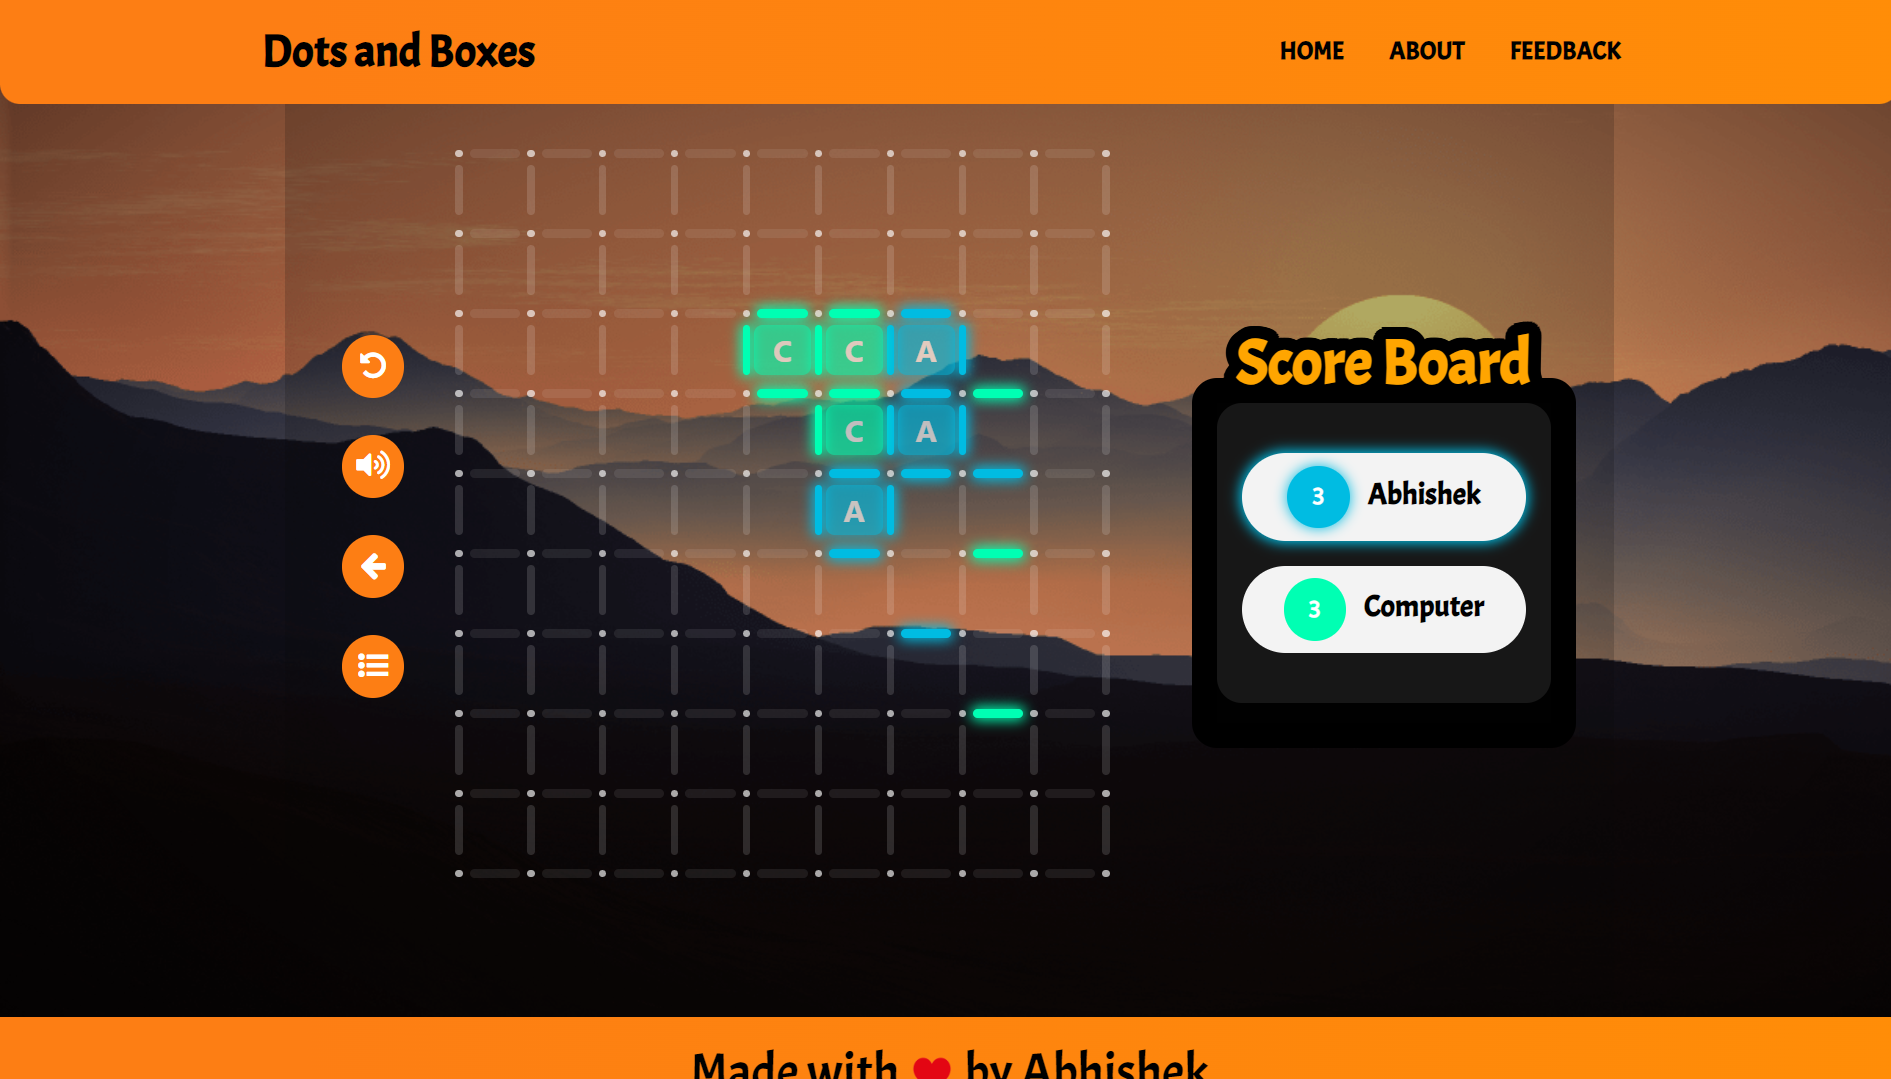 Dots and Boxes
HOME ABOUT FEEDBACK
C C A
C A
A
Score Board
3 Abhishek
3 Computer
Made with by Abhishek